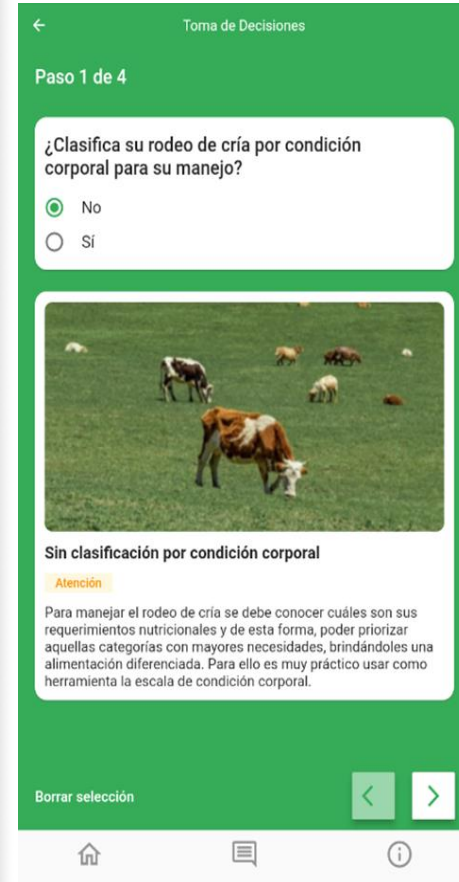 Toma de Decisiones
Paso 1 de 4
¿Clasifica su rodeo de cría por condición
corporal para su manejo?
No
Sí
Sin clasificación por condición corporal
Atención
Para manejar el rodeo de cría se debe conocer cuáles son sus
requerimientos nutricionales y de esta forma, poder priorizar
aquellas categorías con mayores necesidades, brindándoles una
alimentación diferenciada. Para ello es muy práctico usar como
herramienta la escala de condición corporal.
Borrar selección